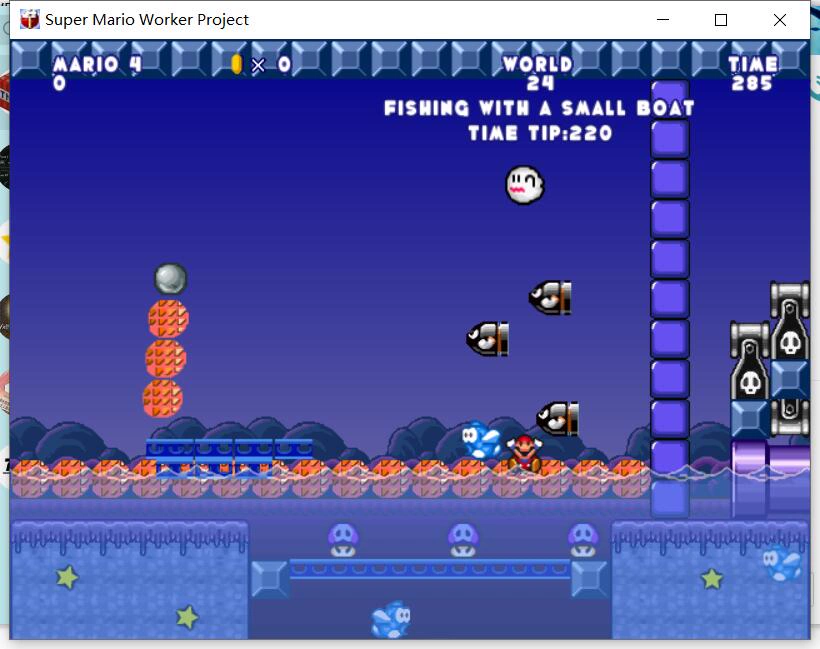 Super Mario Worker Project
MARIO 4 × 0 WORLD TIME
0 24 285
FISHING WITH A SMALL BOAT
TIME TIP:220